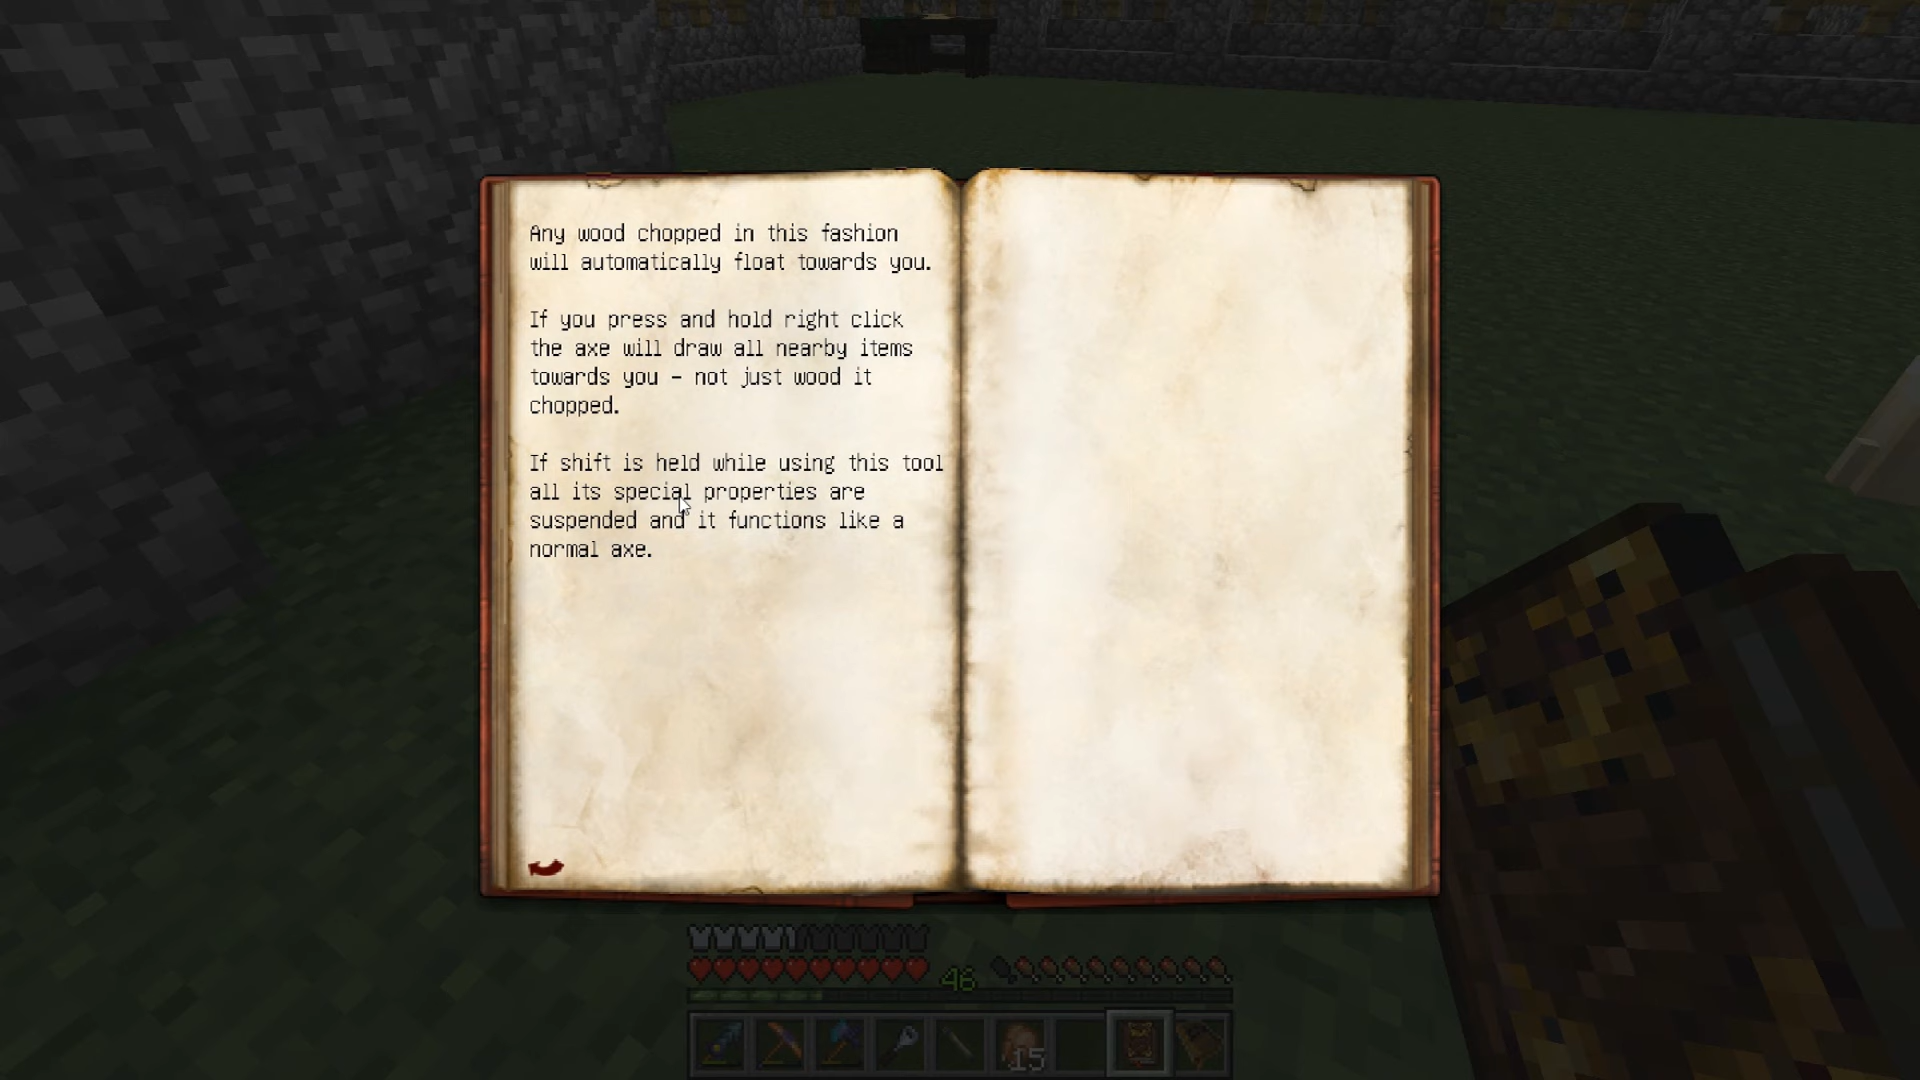 Any wood chopped in this fashion
will automatically float towards you.
If you press and hold right click
the axe will draw all nearby items
towards you - not just wood it
chopped.
If shift is held while using this tool
all its special properties are
suspended and it functions like a
normal axe.
46
15